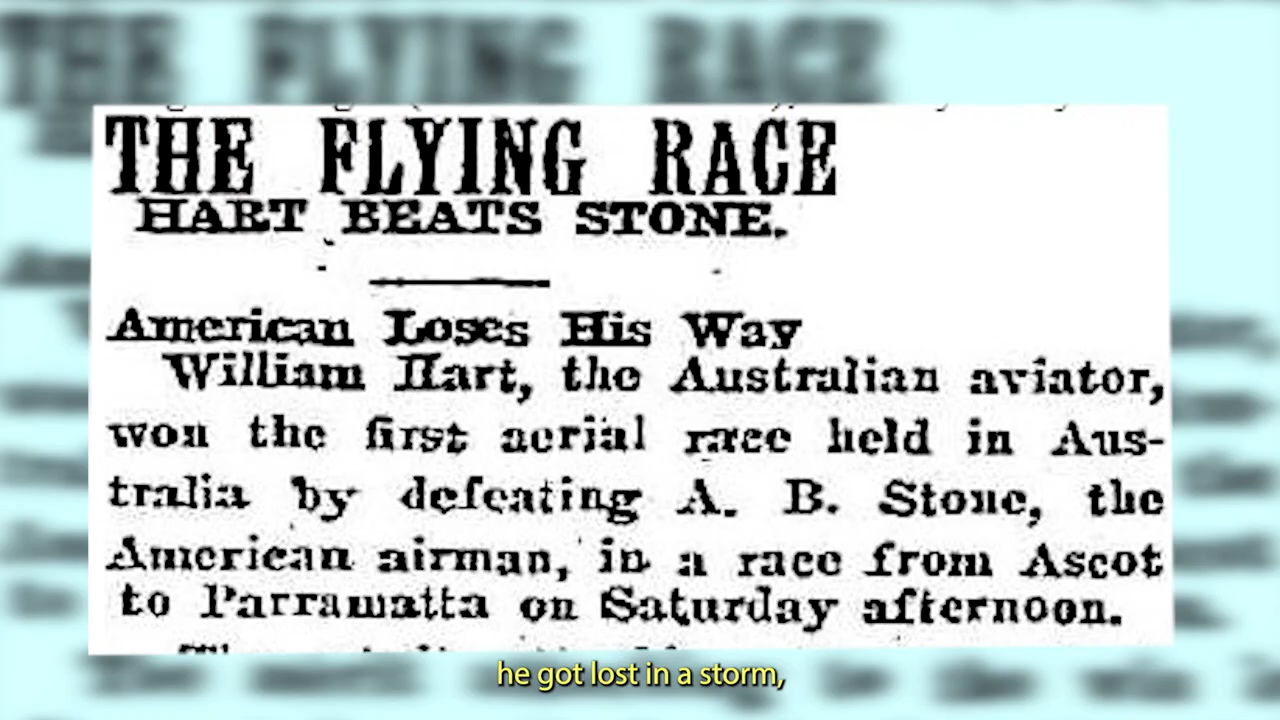 THE FLYING RACE
HART BEATS STONE.
American Loses His Way
William Hart, the Australian aviator,
won the first aerial race held in Aus-
tralia by defeating A. B. Stone, the
American airman, in a race from Ascot
to Parramatta on Saturday afternoon.
he got lost in a storm,